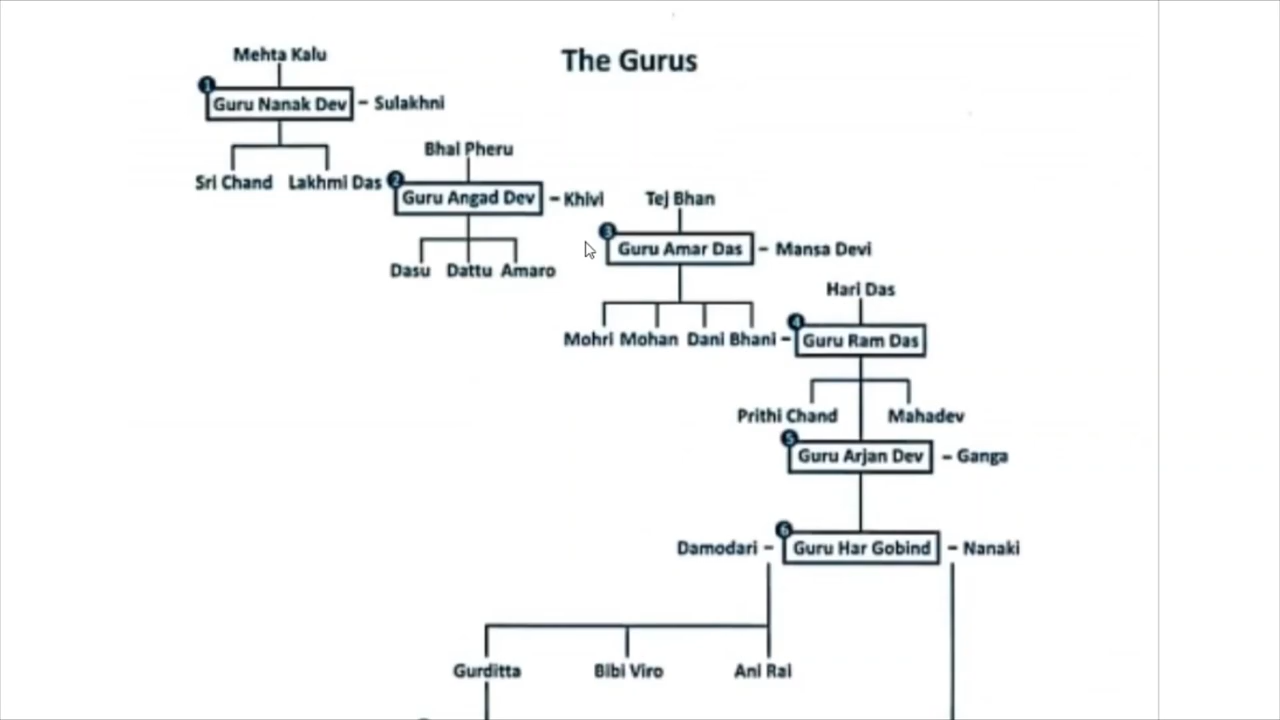 The Gurus
Mehta Kalu
1
Guru Nanak Dev – Sulakhni
Sri Chand Lakhmi Das
Bhai Pheru
2
Guru Angad Dev – Khivi
Dasu Dattu Amaro
Tej Bhan
3
Guru Amar Das – Mansa Devi
Mohri Mohan Dani Bhani –
Hari Das
4
Guru Ram Das
Prithi Chand Mahadev
5
Guru Arjan Dev – Ganga
6
Damodari – Guru Har Gobind – Nanaki
Gurditta Bibi Viro Ani Rai